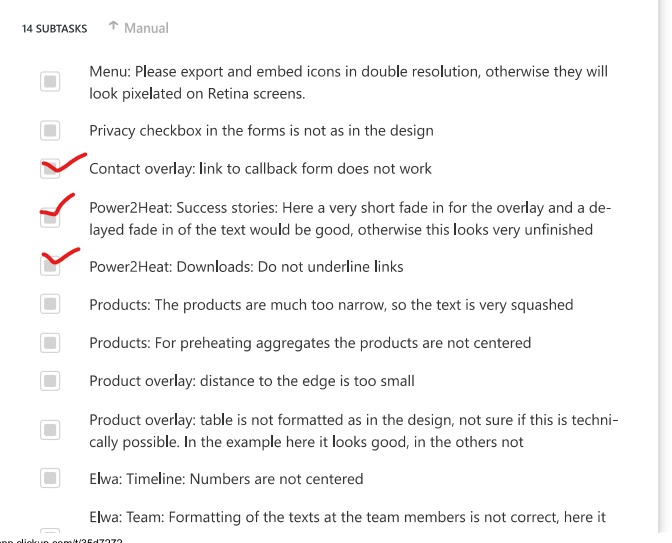 14 SUBTASKS Manual
Menu: Please export and embed icons in double resolution, otherwise they will
look pixelated on Retina screens.
Privacy checkbox in the forms is not as in the design
Contact overlay: link to callback form does not work
Power2Heat: Success stories: Here a very short fade in for the overlay and a de-
layed fade in of the text would be good, otherwise this looks very unfinished
Power2Heat: Downloads: Do not underline links
Products: The products are much too narrow, so the text is very squashed
Products: For preheating aggregates the products are not centered
Product overlay: distance to the edge is too small
Product overlay: table is not formatted as in the design, not sure if this is techni-
cally possible. In the example here it looks good, in the others not
Elwa: Timeline: Numbers are not centered
Elwa: Team: Formatting of the texts at the team members is not correct, here it